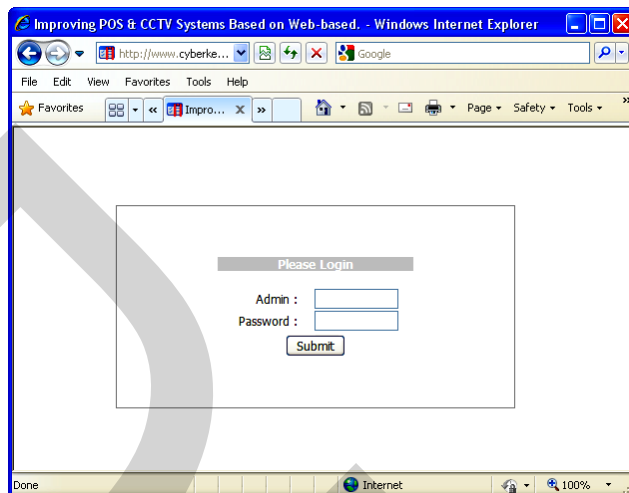 Improving POS & CCTV Systems Based on Web-based. - Windows Internet Explorer
http://www.cyberke... Google
File Edit View Favorites Tools Help
Favorites « Impro... X » Page Safety Tools »
Please Login
Admin :
Password :
Submit
Done Internet 100%